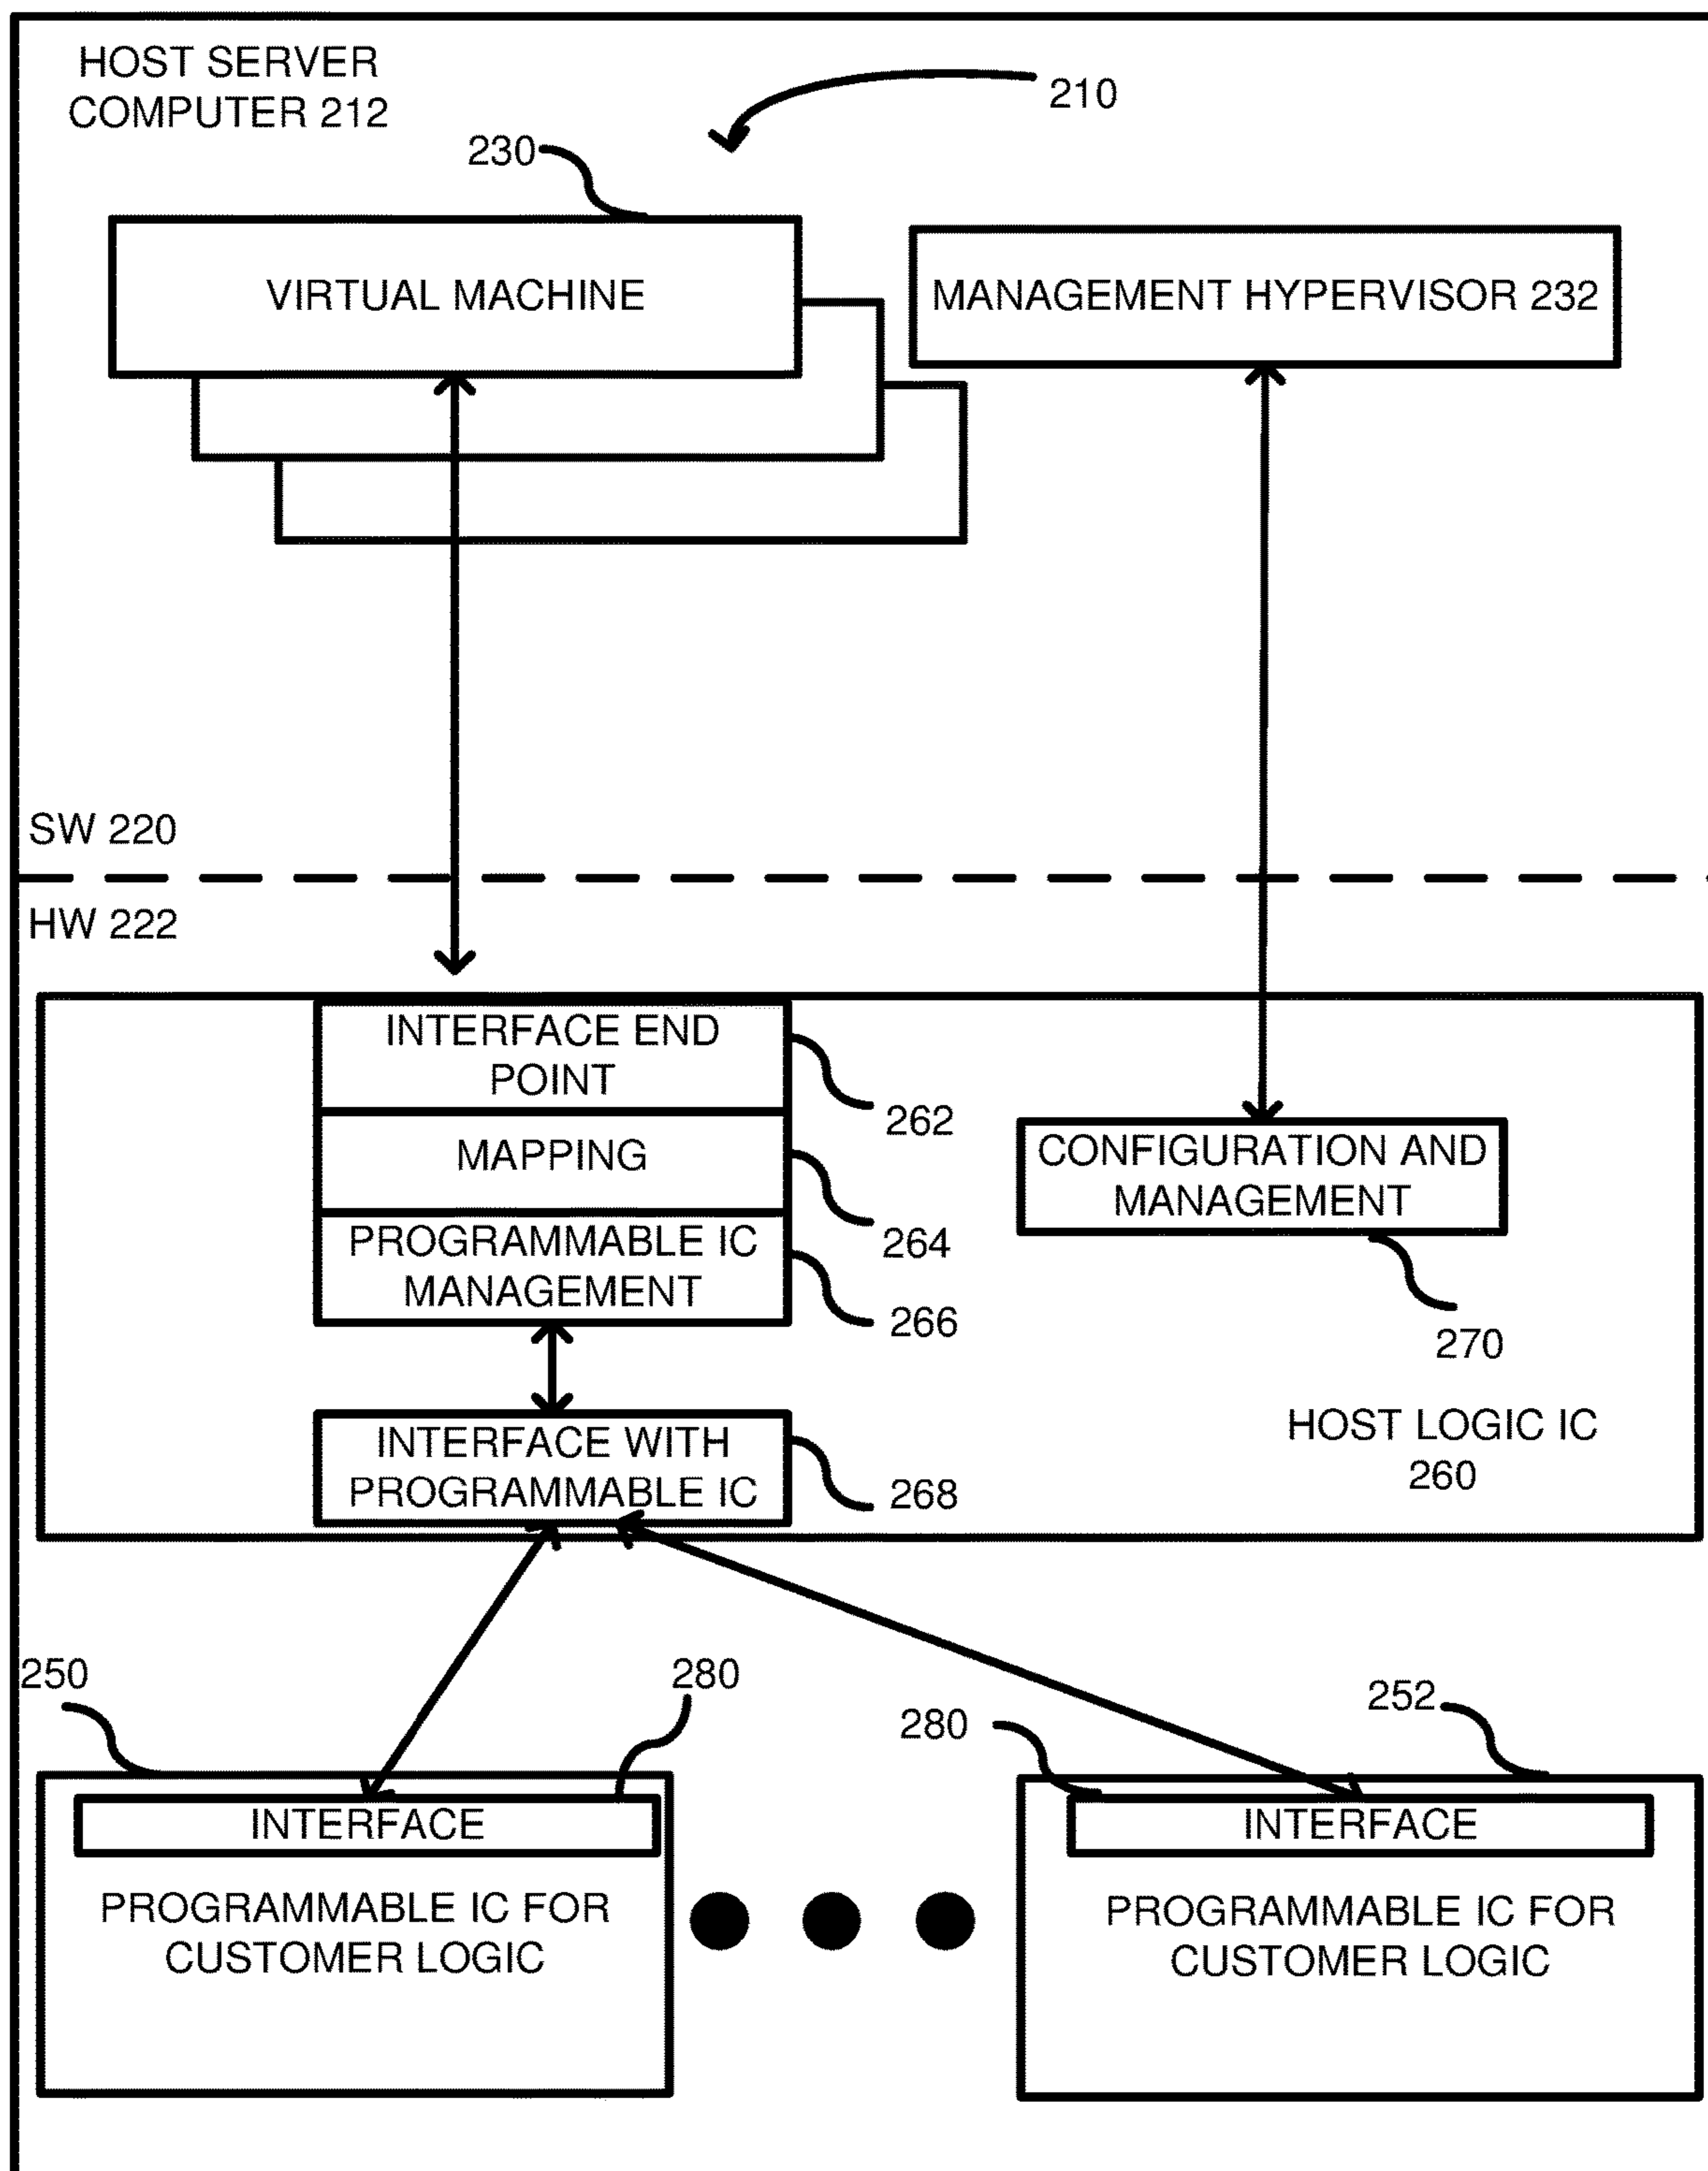 HOST SERVER
COMPUTER 212
210
230
VIRTUAL MACHINE
MANAGEMENT HYPERVISOR 232
SW 220
HW 222
INTERFACE END
POINT
262
MAPPING
264
PROGRAMMABLE IC
MANAGEMENT
266
CONFIGURATION AND
MANAGEMENT
270
INTERFACE WITH
PROGRAMMABLE IC
268
HOST LOGIC IC
260
250
280
INTERFACE
PROGRAMMABLE IC FOR
CUSTOMER LOGIC
280
252
INTERFACE
PROGRAMMABLE IC FOR
CUSTOMER LOGIC